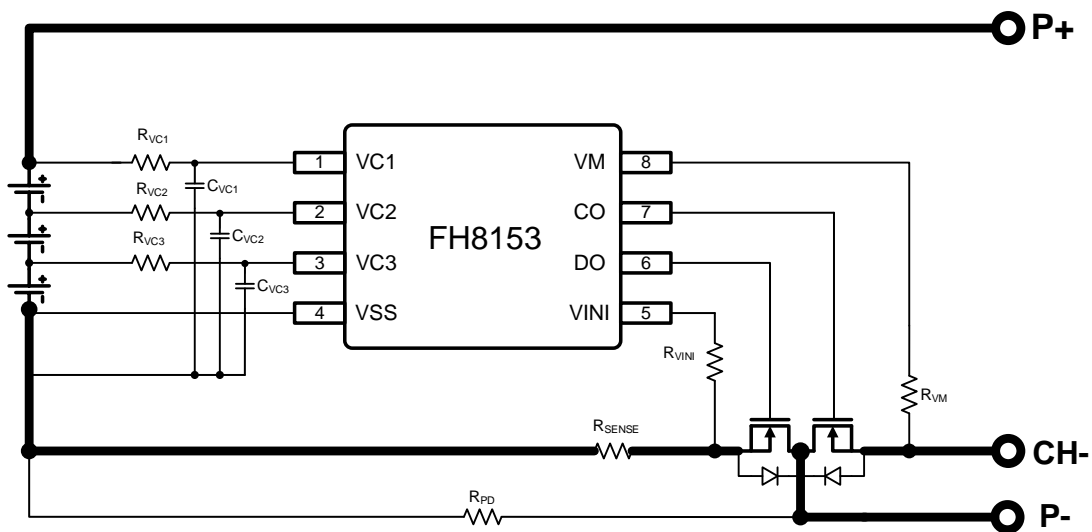 P+
RVC1
1 VC1
VM 8
CVC1
RVC2
2 VC2
CO 7
FH8153
CVC2
RVC3
3 VC3
DO 6
CVC3
4 VSS
VINI 5
RVINI
RVM
RSENSE
CH-
RPD
P-
+
-
+
-
+
-